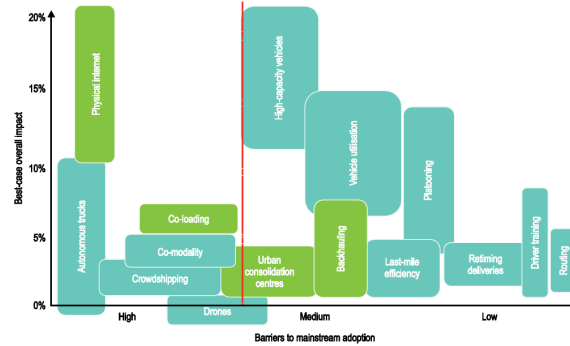 20%
15%
10%
5%
0%
Best-case overall impact
Physical internet
Autonomous trucks
Co-loading
Co-modality
Crowdshipping
Drones
High-capacity vehicles
Urban
consolidation
centres
Vehicle utilisation
Backhauling
Platooning
Last-mile
efficiency
Retiming
deliveries
Driver training
Routing
High
Medium
Low
Barriers to mainstream adoption